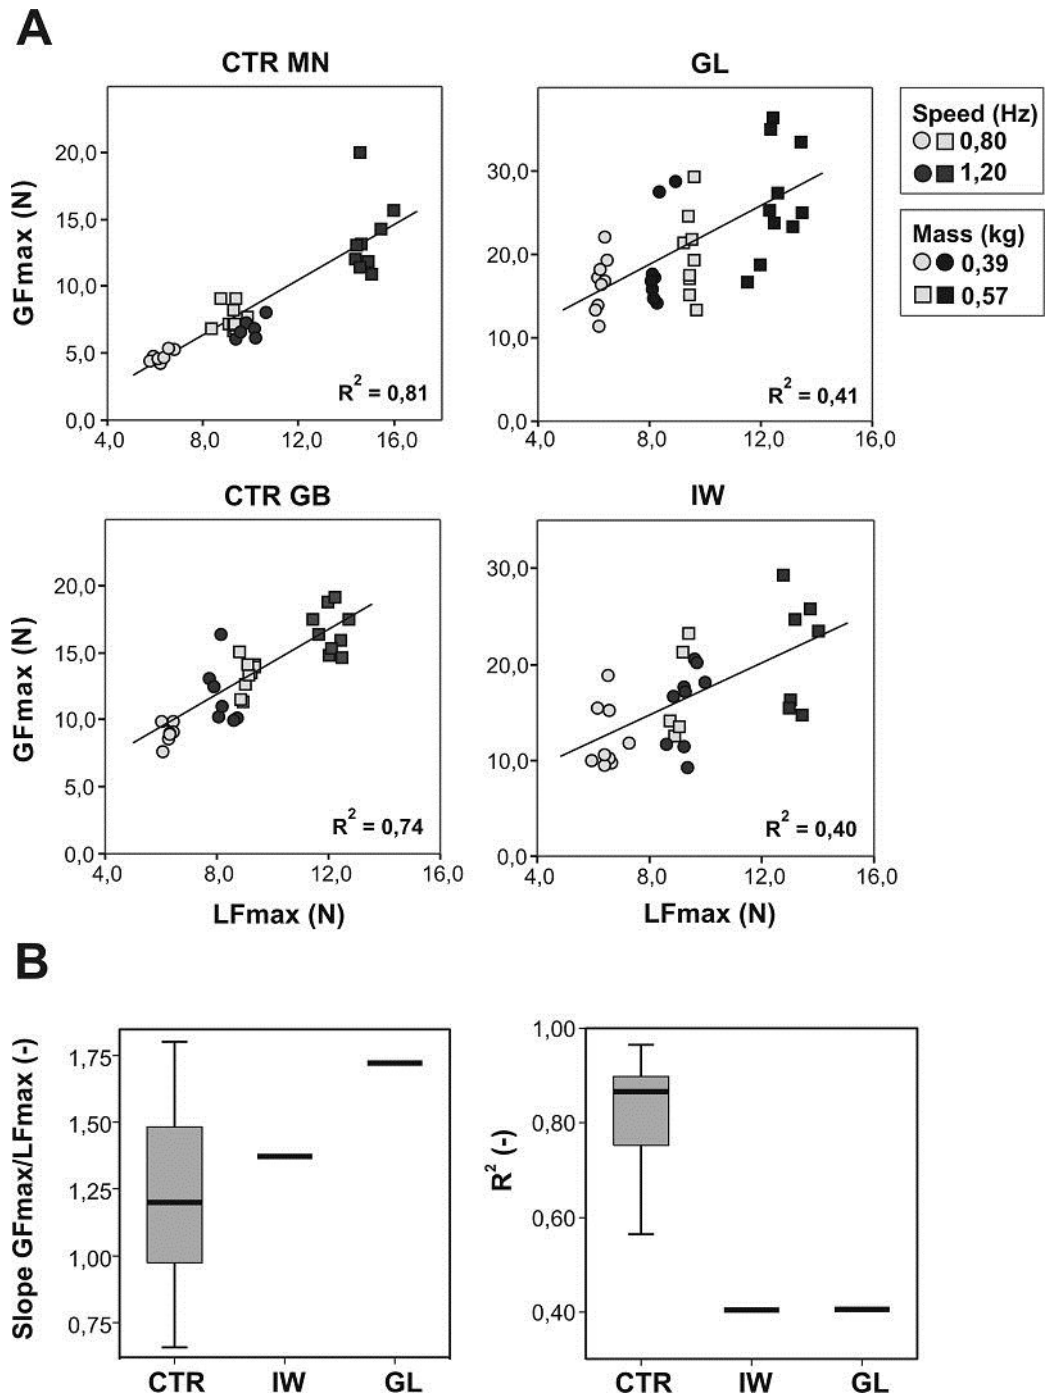 A
CTR MN
GFmax (N)
20,0
15,0
10,0
5,0
0,0
4,0 8,0 12,0 16,0
R² = 0,81
GL
30,0
20,0
10,0
0,0
4,0 8,0 12,0 16,0
R² = 0,41
Speed (Hz)
0,80
1,20
Mass (kg)
0,39
0,57
CTR GB
GFmax (N)
20,0
15,0
10,0
5,0
0,0
4,0 8,0 12,0 16,0
LFmax (N)
R² = 0,74
IW
30,0
20,0
10,0
0,0
4,0 8,0 12,0 16,0
LFmax (N)
R² = 0,40
B
Slope GFmax/LFmax (-)
1,75
1,50
1,25
1,00
0,75
CTR IW GL
R² (-)
1,00
0,80
0,60
0,40
CTR IW GL